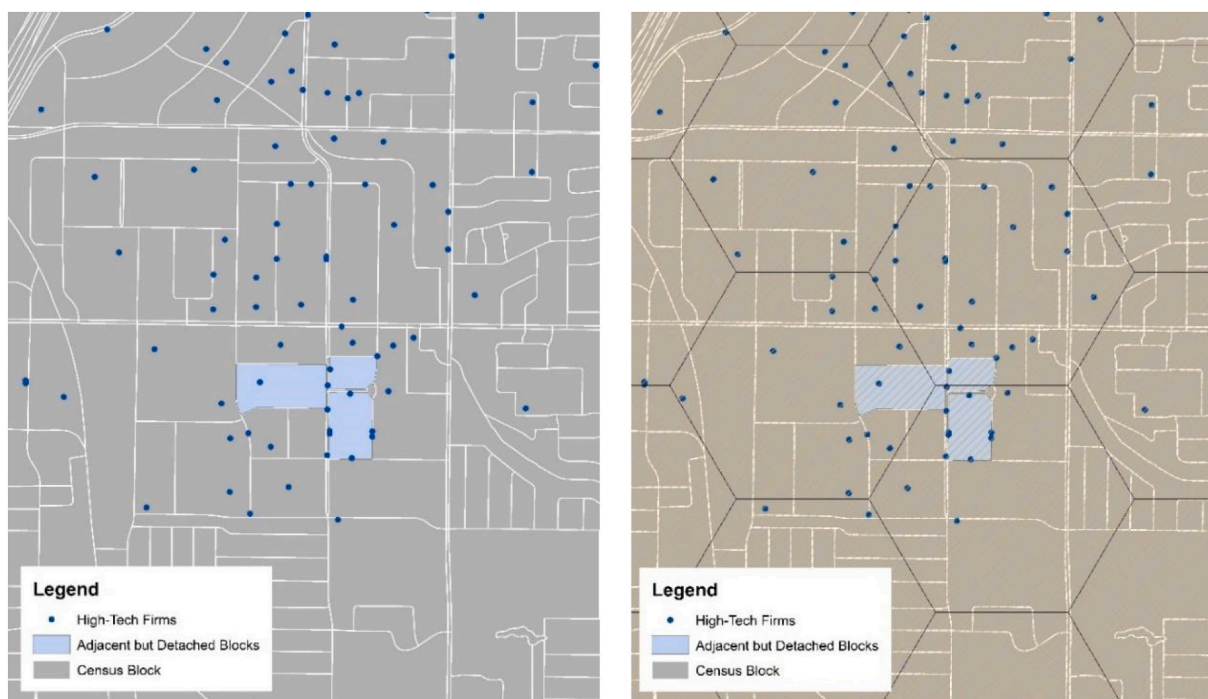 Legend
High-Tech Firms
Adjacent but Detached Blocks
Census Block
Legend
High-Tech Firms
Adjacent but Detached Blocks
Census Block